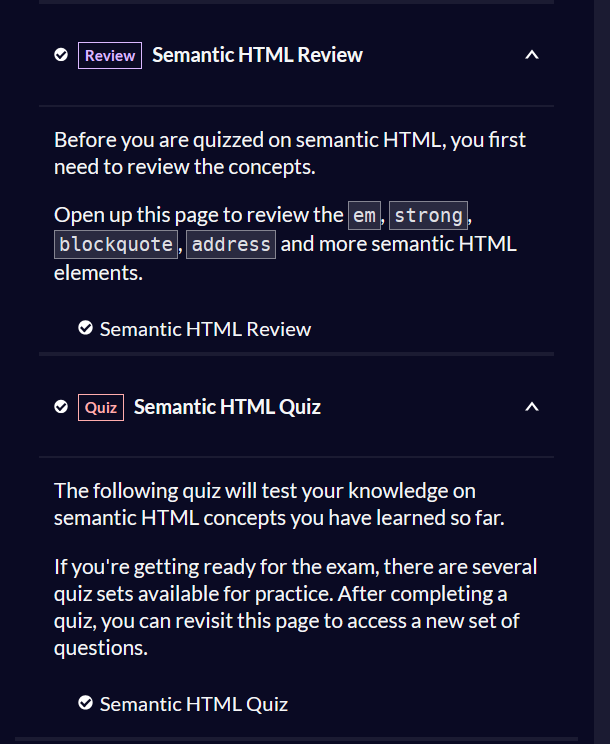 Review Semantic HTML Review
Before you are quizzed on semantic HTML, you first
need to review the concepts.
Open up this page to review the em, strong,
blockquote, address and more semantic HTML
elements.
Semantic HTML Review
Quiz Semantic HTML Quiz
The following quiz will test your knowledge on
semantic HTML concepts you have learned so far.
If you're getting ready for the exam, there are several
quiz sets available for practice. After completing a
quiz, you can revisit this page to access a new set of
questions.
Semantic HTML Quiz